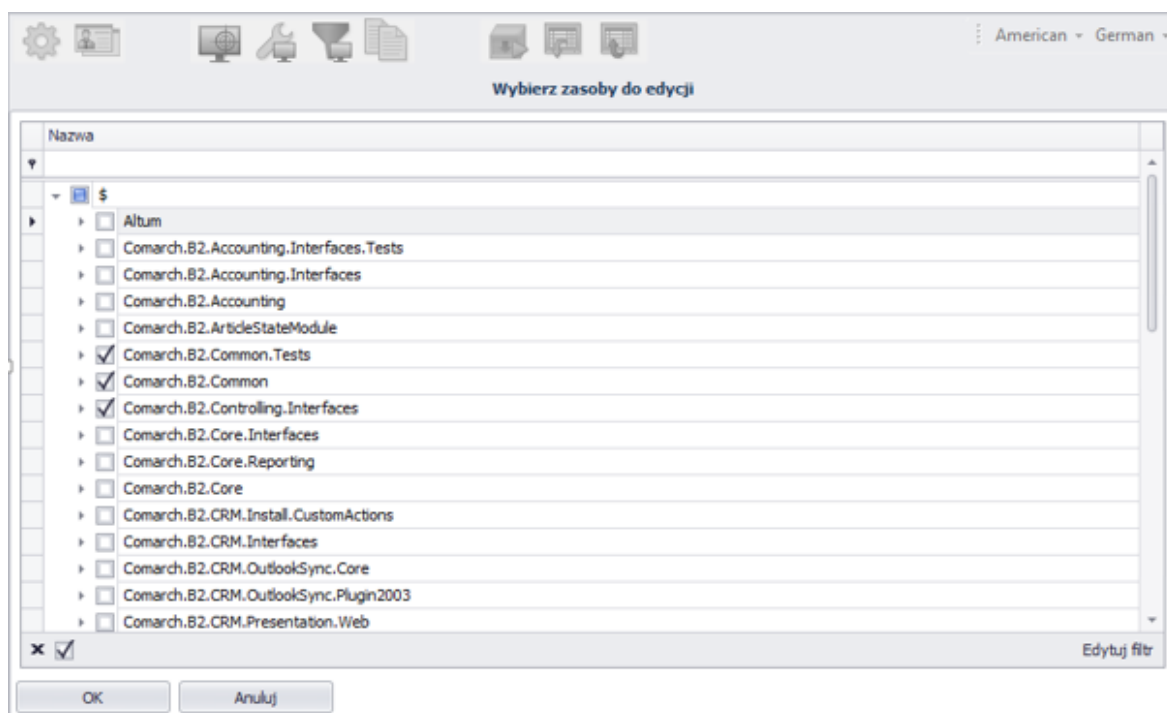 American German
Wybierz zasoby do edycji
Nazwa
$
Altum
Comarch.B2.Accounting.Interfaces.Tests
Comarch.B2.Accounting.Interfaces
Comarch.B2.Accounting
Comarch.B2.ArticleStateModule
Comarch.B2.Common.Tests
Comarch.B2.Common
Comarch.B2.Controlling.Interfaces
Comarch.B2.Core.Interfaces
Comarch.B2.Core.Reporting
Comarch.B2.Core
Comarch.B2.CRM.Install.CustomActions
Comarch.B2.CRM.Interfaces
Comarch.B2.CRM.OutlookSync.Core
Comarch.B2.CRM.OutlookSync.Plugin2003
Comarch.B2.CRM.Presentation.Web
Edytuj filtr
OK Anuluj